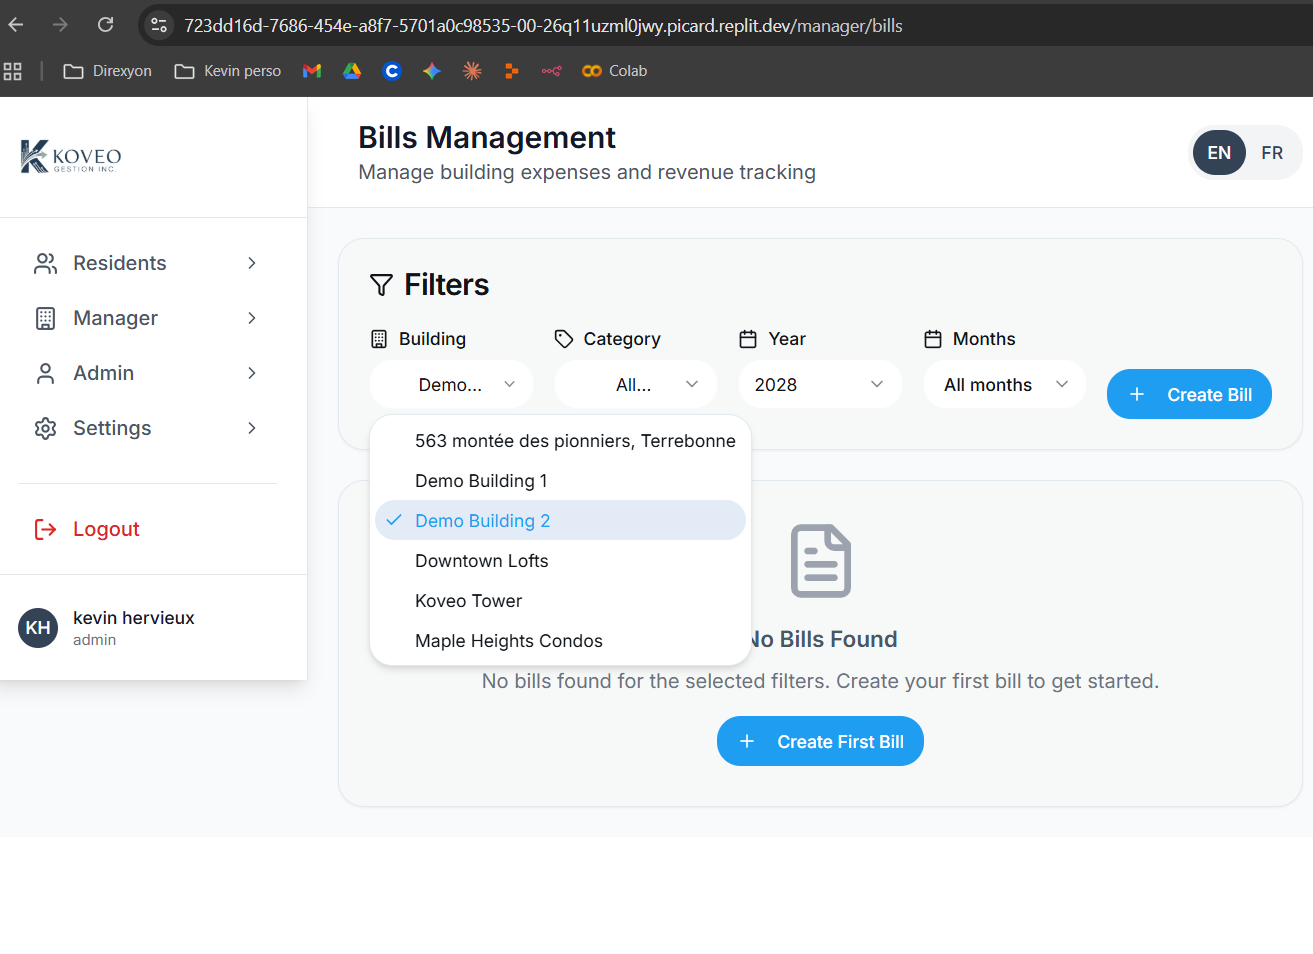 723dd16d-7686-454e-a8f7-5701a0c98535-00-26q11uzml0jwy.picard.replit.dev/manager/bills
Direxyon
Kevin perso
Colab
KOVEO
GESTION INC.
Bills Management
Manage building expenses and revenue tracking
EN
FR
Residents
Manager
Admin
Settings
Logout
KH
kevin hervieux
admin
Filters
Building
Category
Year
Months
Demo...
All...
2028
All months
Create Bill
563 montée des pionniers, Terrebonne
Demo Building 1
Demo Building 2
Downtown Lofts
Koveo Tower
Maple Heights Condos
No Bills Found
No bills found for the selected filters. Create your first bill to get started.
Create First Bill